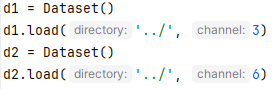 d1 = Dataset()
d1.load( directory: '../', channel: 3)
d2 = Dataset()
d2.load( directory: '../', channel: 6)